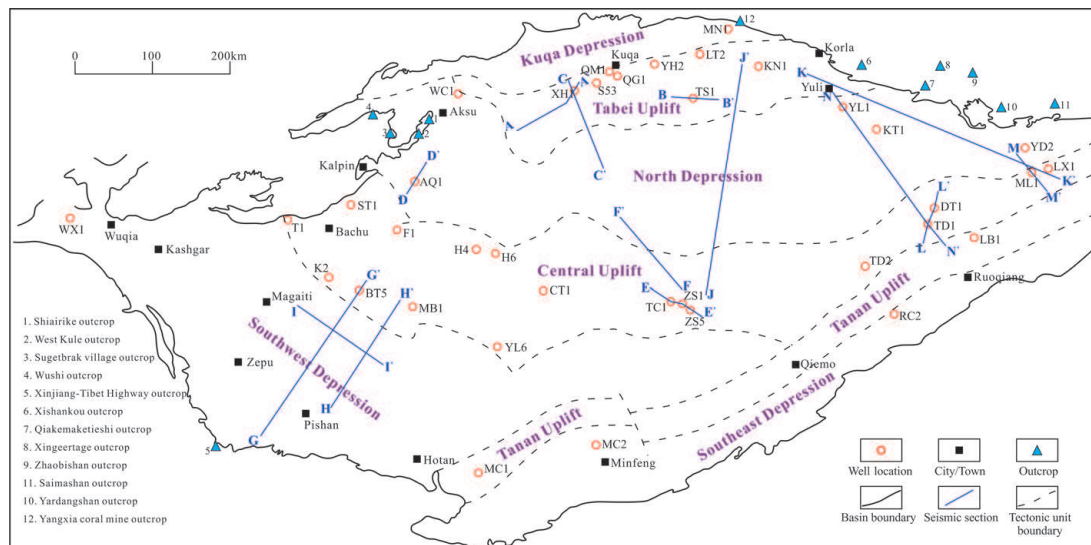 0 100 200km
Kuqa Depression
MN1
12
LT2
Korla
Kuqa
QM1
QG1
YH2
J'
KN1
K
6
8
7
9
10
11
WC1
C
A'
XH1
S53
B
TS1
B'
Tabei Uplift
Yuli
N
YL1
KT1
4
3
1
2
Aksu
A
Kalpin
D'
AQ1
D
C'
North Depression
M
YD2
LX1
ML1
K'
M'
WX1
Wuqia
Kashgar
ST1
T1
Bachu
F1
H4
H6
F'
L'
DT1
TD1
L
N'
LB1
K2
G'
BT5
H'
MB1
Magaiti
I
I'
Central Uplift
CT1
E
F
J
TC1
ZS1
ZS5
E'
TD2
Ruoqiang
Tanan Uplift
RC2
YL6
Zepu
Southwest Depression
Qiemo
H
Pishan
G
5
Hotan
Tanan Uplift
MC1
MC2
Minfeng
Southeast Depression
1. Shiairike outcrop
2. West Kule outcrop
3. Sugetbrak village outcrop
4. Wushi outcrop
5. Xinjiang-Tibet Highway outcrop
6. Xishankou outcrop
7. Qiakemaketieshi outcrop
8. Xingeertage outcrop
9. Zhaobishan outcrop
11. Saimashan outcrop
10. Yardangshan outcrop
12. Yangxia coral mine outcrop
Well location
City/Town
Outcrop
Basin boundary
Seismic section
Tectonic unit
boundary